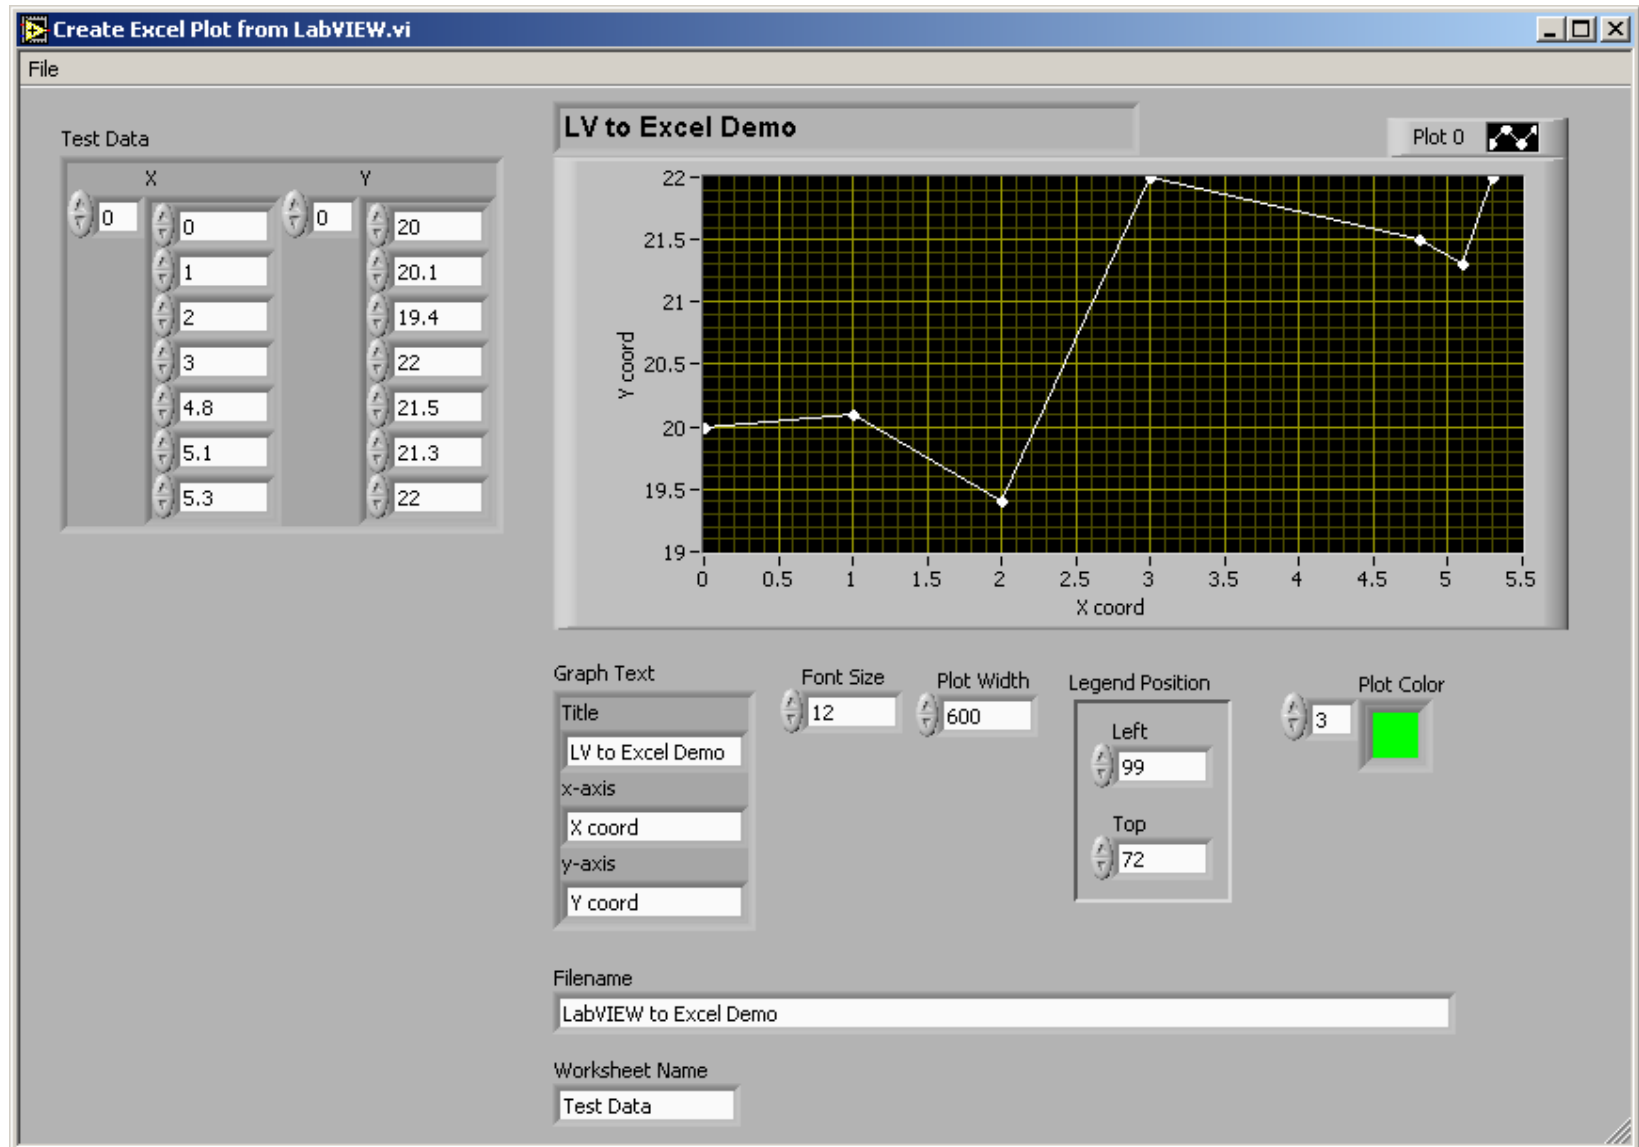 Create Excel Plot from LabVIEW.vi
File
Test Data
X Y
0 0 0 20
1 20.1
2 19.4
3 22
4.8 21.5
5.1 21.3
5.3 22
LV to Excel Demo
Plot 0
22
21.5
21
20.5
20
19.5
19
Y coord
0 0.5 1 1.5 2 2.5 3 3.5 4 4.5 5 5.5
X coord
Graph Text
Title
LV to Excel Demo
x-axis
X coord
y-axis
Y coord
Font Size
12
Plot Width
600
Legend Position
Left
99
Top
72
Plot Color
3
Filename
LabVIEW to Excel Demo
Worksheet Name
Test Data